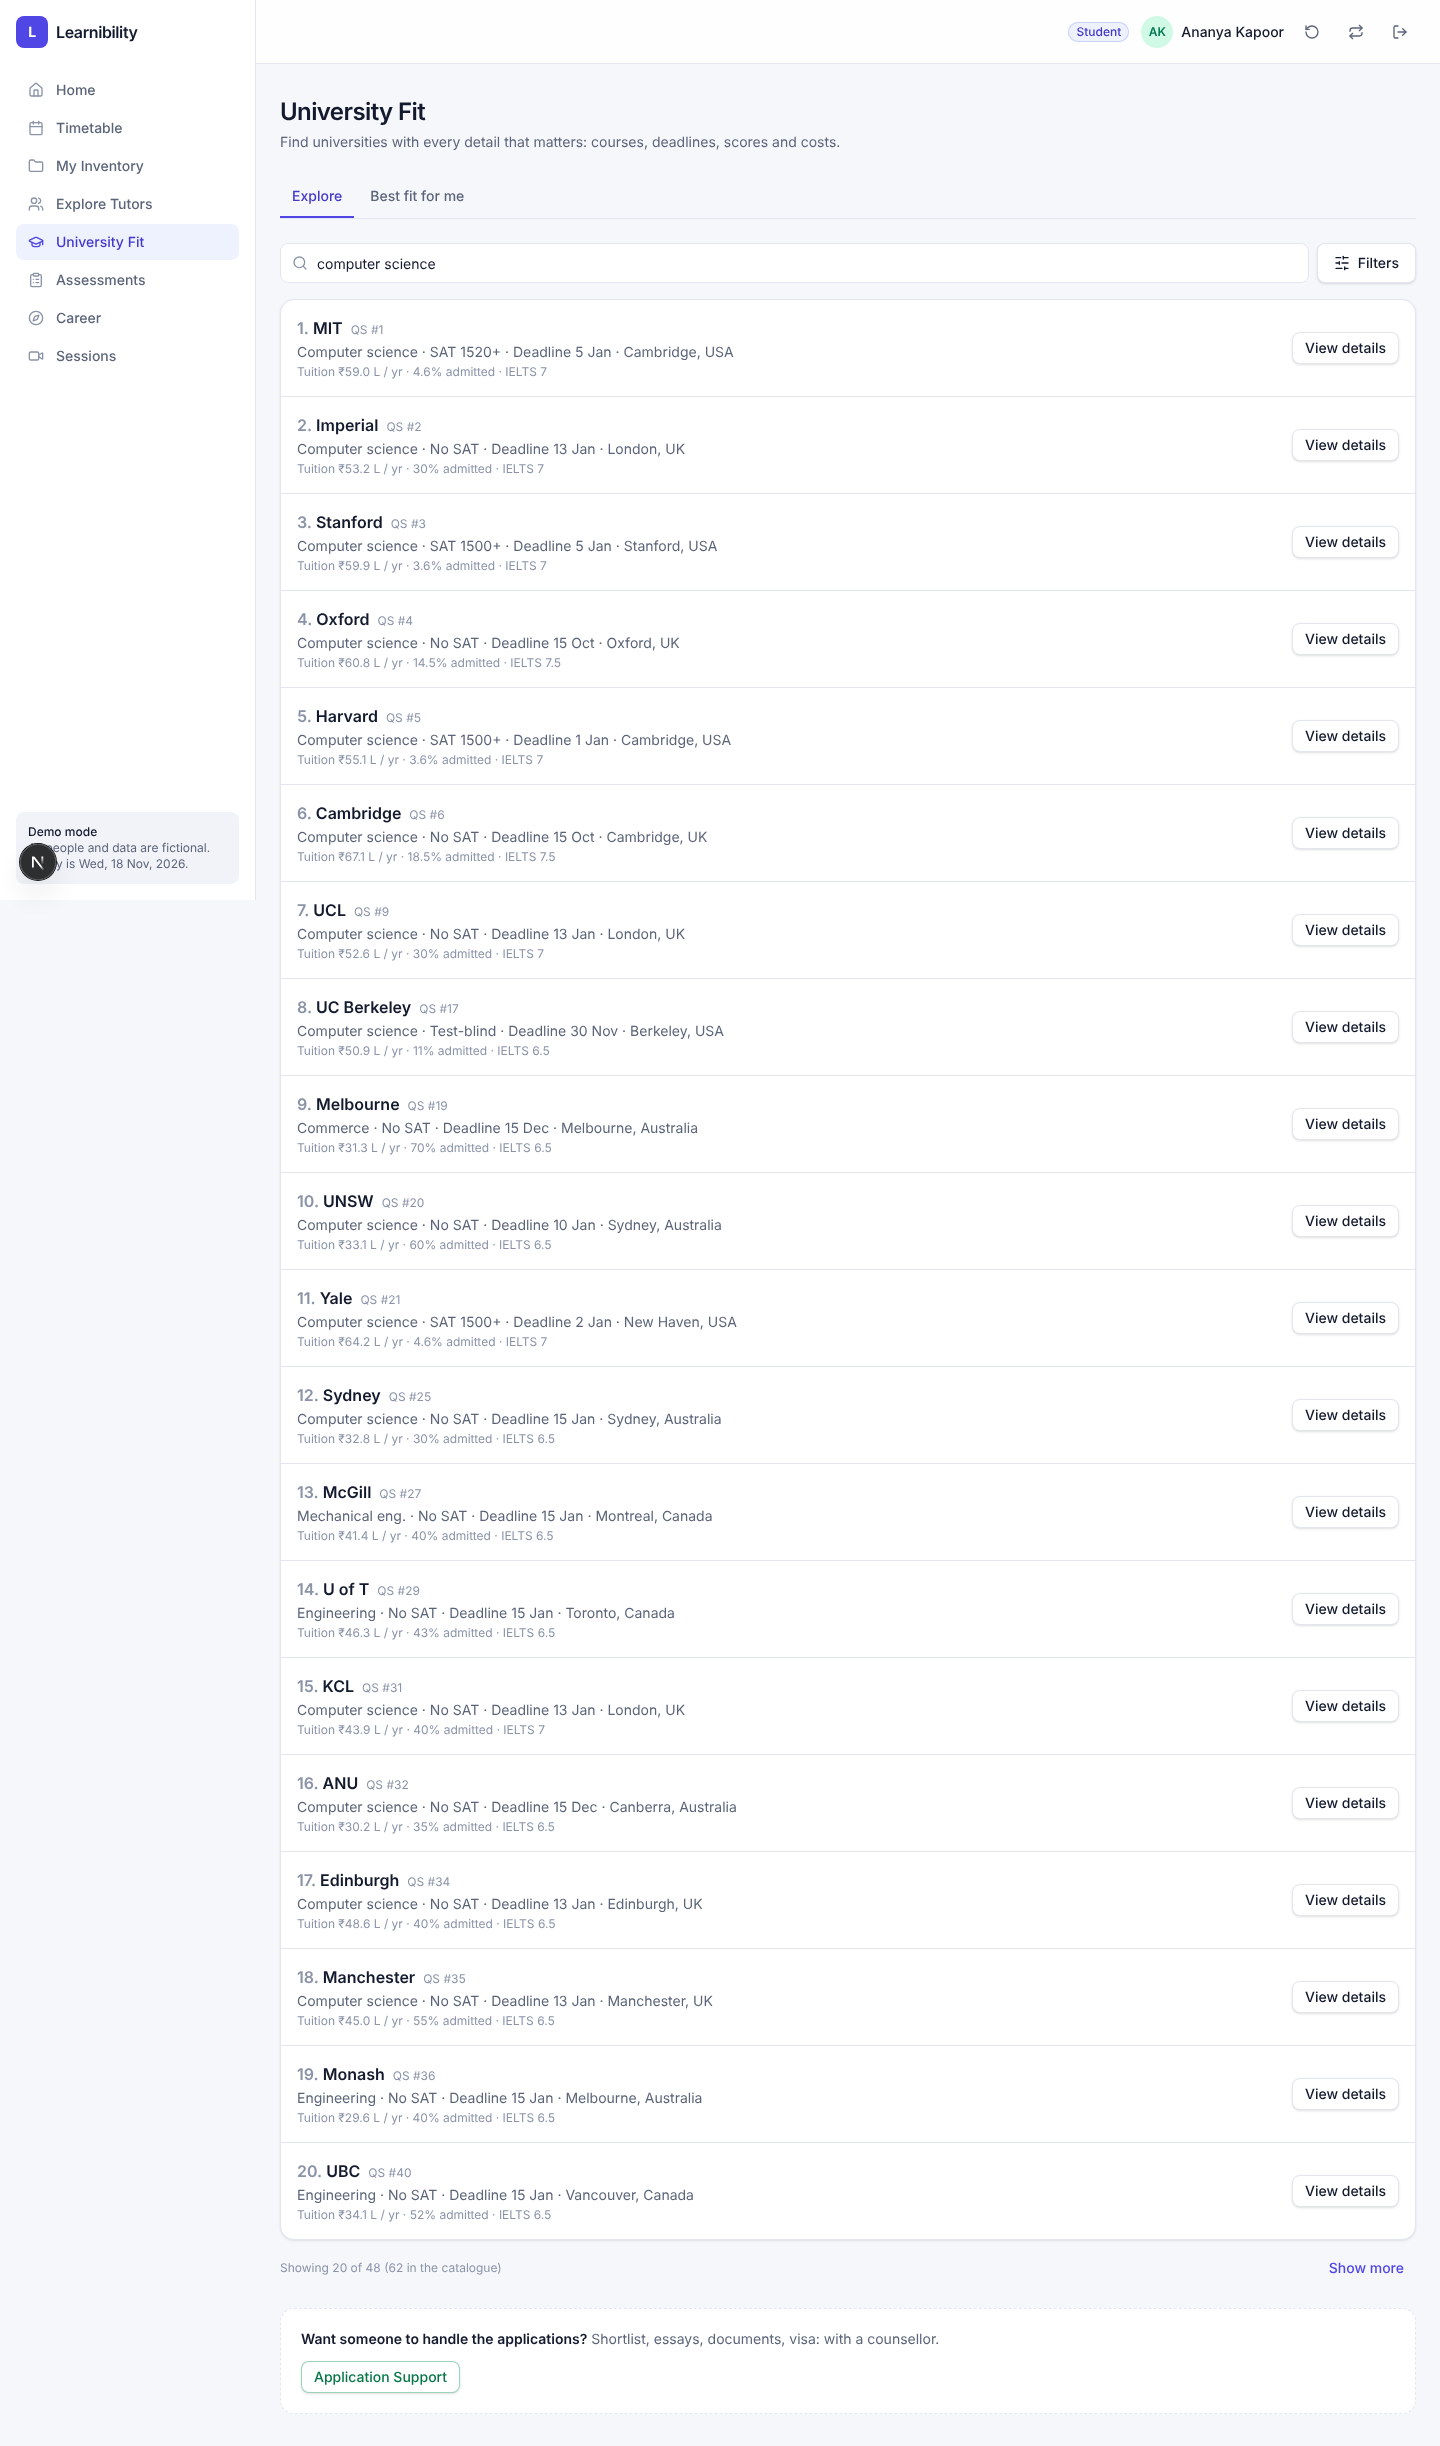 L Learnibility
Student AK Ananya Kapoor
Home
Timetable
My Inventory
Explore Tutors
University Fit
Assessments
Career
Sessions
Demo mode
people and data are fictional.
is Wed, 18 Nov, 2026.
N
University Fit
Find universities with every detail that matters: courses, deadlines, scores and costs.
Explore Best fit for me
computer science Filters
1. MIT QS #1
Computer science · SAT 1520+ · Deadline 5 Jan · Cambridge, USA
Tuition ₹59.0 L / yr · 4.6% admitted · IELTS 7
View details
2. Imperial QS #2
Computer science · No SAT · Deadline 13 Jan · London, UK
Tuition ₹53.2 L / yr · 30% admitted · IELTS 7
View details
3. Stanford QS #3
Computer science · SAT 1500+ · Deadline 5 Jan · Stanford, USA
Tuition ₹59.9 L / yr · 3.6% admitted · IELTS 7
View details
4. Oxford QS #4
Computer science · No SAT · Deadline 15 Oct · Oxford, UK
Tuition ₹60.8 L / yr · 14.5% admitted · IELTS 7.5
View details
5. Harvard QS #5
Computer science · SAT 1500+ · Deadline 1 Jan · Cambridge, USA
Tuition ₹55.1 L / yr · 3.6% admitted · IELTS 7
View details
6. Cambridge QS #6
Computer science · No SAT · Deadline 15 Oct · Cambridge, UK
Tuition ₹67.1 L / yr · 18.5% admitted · IELTS 7.5
View details
7. UCL QS #9
Computer science · No SAT · Deadline 13 Jan · London, UK
Tuition ₹52.6 L / yr · 30% admitted · IELTS 7
View details
8. UC Berkeley QS #17
Computer science · Test-blind · Deadline 30 Nov · Berkeley, USA
Tuition ₹50.9 L / yr · 11% admitted · IELTS 6.5
View details
9. Melbourne QS #19
Commerce · No SAT · Deadline 15 Dec · Melbourne, Australia
Tuition ₹31.3 L / yr · 70% admitted · IELTS 6.5
View details
10. UNSW QS #20
Computer science · No SAT · Deadline 10 Jan · Sydney, Australia
Tuition ₹33.1 L / yr · 60% admitted · IELTS 6.5
View details
11. Yale QS #21
Computer science · SAT 1500+ · Deadline 2 Jan · New Haven, USA
Tuition ₹64.2 L / yr · 4.6% admitted · IELTS 7
View details
12. Sydney QS #25
Computer science · No SAT · Deadline 15 Jan · Sydney, Australia
Tuition ₹32.8 L / yr · 30% admitted · IELTS 6.5
View details
13. McGill QS #27
Mechanical eng. · No SAT · Deadline 15 Jan · Montreal, Canada
Tuition ₹41.4 L / yr · 40% admitted · IELTS 6.5
View details
14. U of T QS #29
Engineering · No SAT · Deadline 15 Jan · Toronto, Canada
Tuition ₹46.3 L / yr · 43% admitted · IELTS 6.5
View details
15. KCL QS #31
Computer science · No SAT · Deadline 13 Jan · London, UK
Tuition ₹43.9 L / yr · 40% admitted · IELTS 7
View details
16. ANU QS #32
Computer science · No SAT · Deadline 15 Dec · Canberra, Australia
Tuition ₹30.2 L / yr · 35% admitted · IELTS 6.5
View details
17. Edinburgh QS #34
Computer science · No SAT · Deadline 13 Jan · Edinburgh, UK
Tuition ₹48.6 L / yr · 40% admitted · IELTS 6.5
View details
18. Manchester QS #35
Computer science · No SAT · Deadline 13 Jan · Manchester, UK
Tuition ₹45.0 L / yr · 55% admitted · IELTS 6.5
View details
19. Monash QS #36
Engineering · No SAT · Deadline 15 Jan · Melbourne, Australia
Tuition ₹29.6 L / yr · 40% admitted · IELTS 6.5
View details
20. UBC QS #40
Engineering · No SAT · Deadline 15 Jan · Vancouver, Canada
Tuition ₹34.1 L / yr · 52% admitted · IELTS 6.5
View details
Showing 20 of 48 (62 in the catalogue) Show more
Want someone to handle the applications? Shortlist, essays, documents, visa: with a counsellor.
Application Support